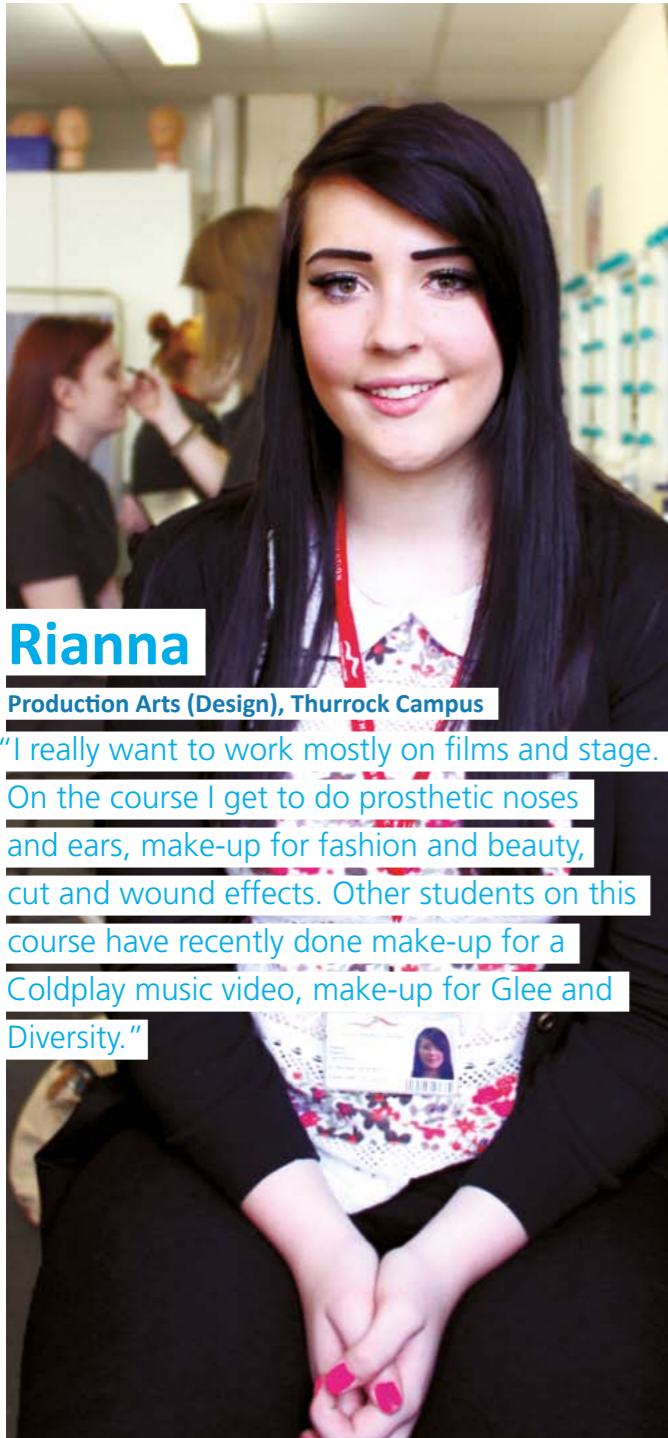 Rianna
Production Arts (Design), Thurrock Campus
“I really want to work mostly on films and stage.
On the course I get to do prosthetic noses
and ears, make-up for fashion and beauty,
cut and wound effects. Other students on this
course have recently done make-up for a
Coldplay music video, make-up for Glee and
Diversity.”